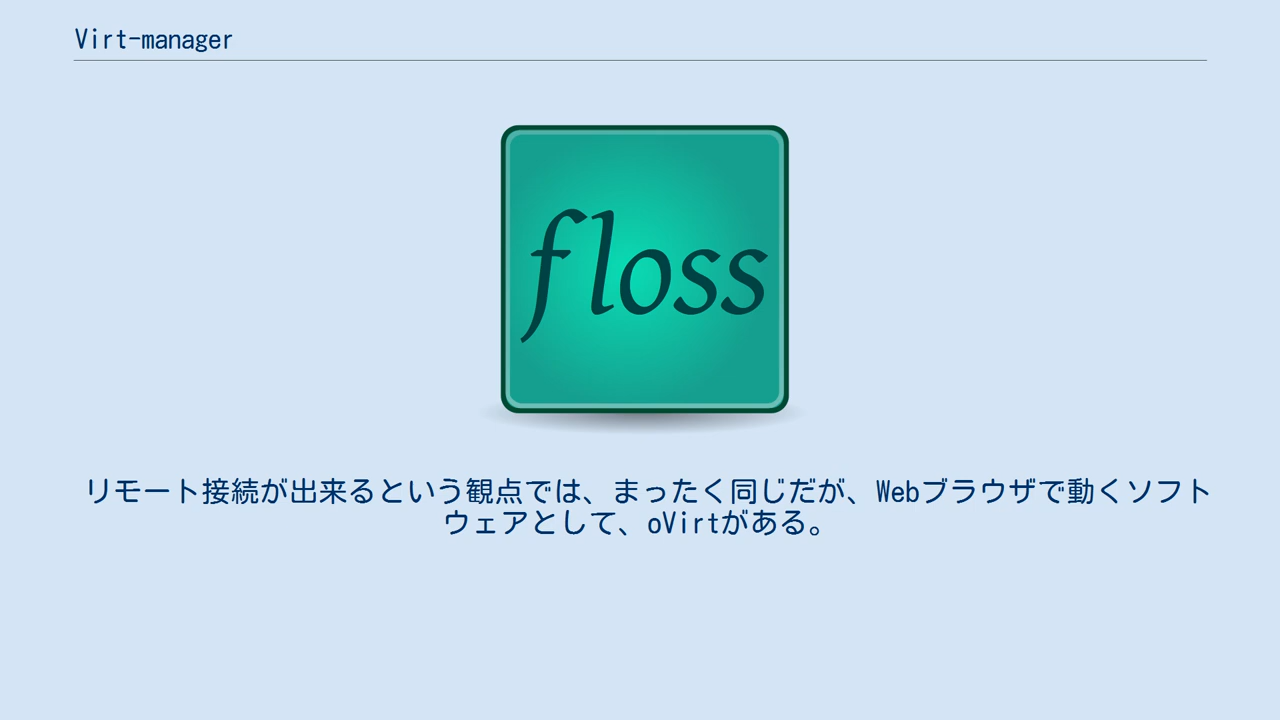 Virt-manager
floss
リモート接続が出来るという観点では、まったく同じだが、Webブラウザで動くソフト
ウェアとして、oVirtがある。